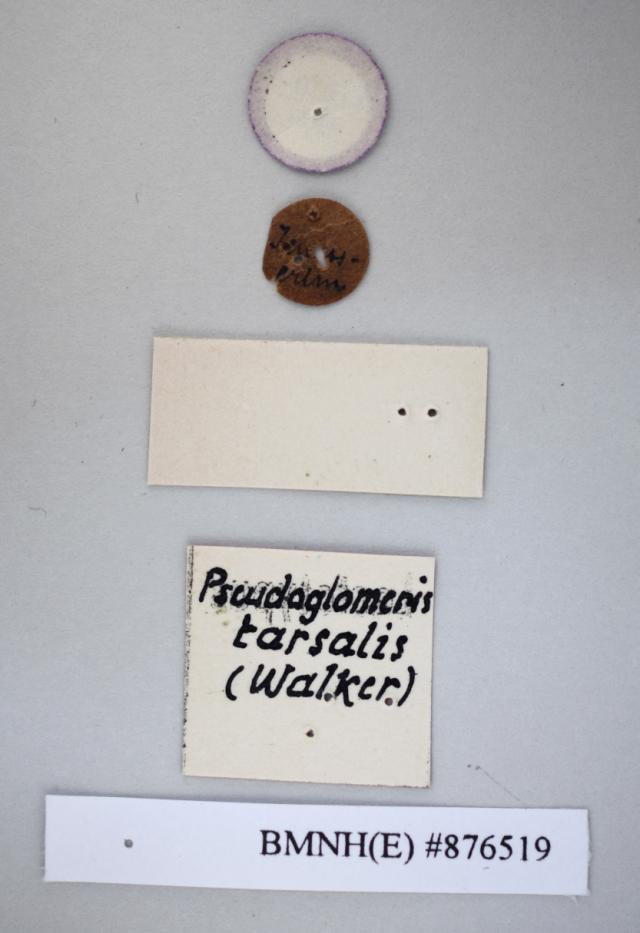 Pseudoglomeris
tarsalis
(Walker)
BMNH(E) #876519